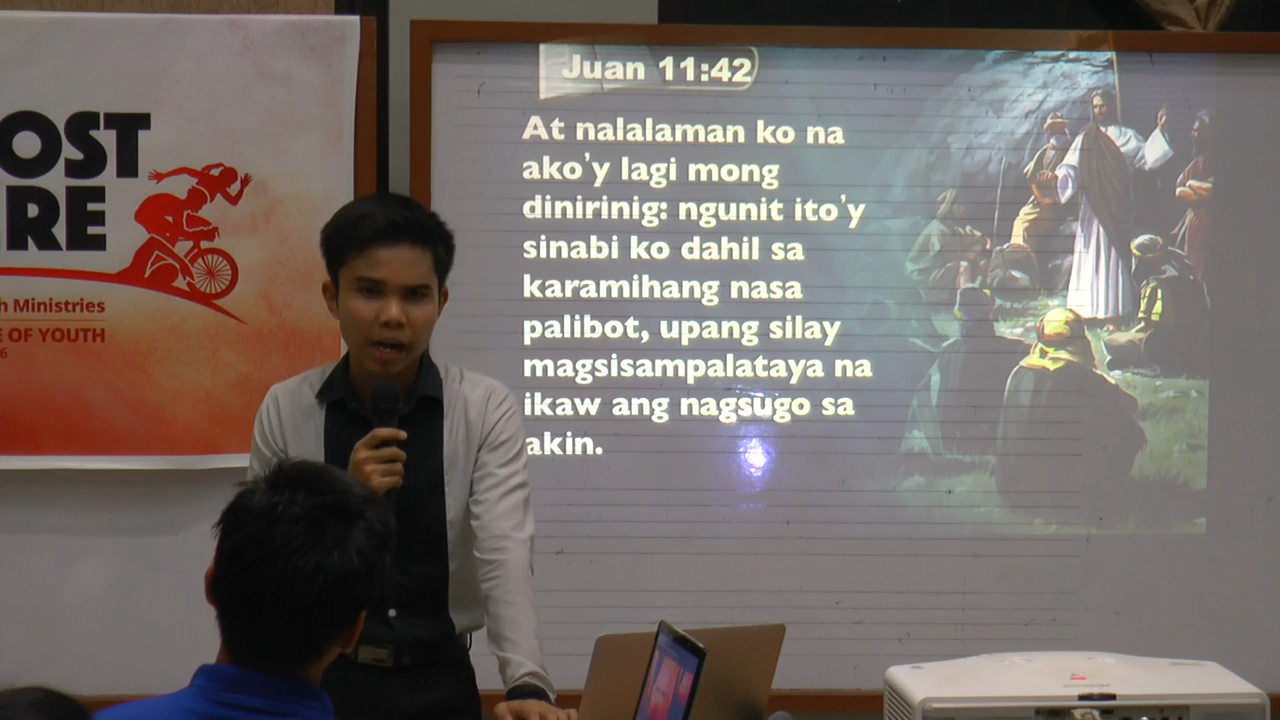 OST
RE
h Ministries
E OF YOUTH
6
Juan 11:42
At nalalaman ko na
ako'y lagi mong
dinirinig: ngunit ito'y
sinabi ko dahil sa
karamihang nasa
palibot, upang silay
magsisampalataya na
ikaw ang nagsugo sa
akin.